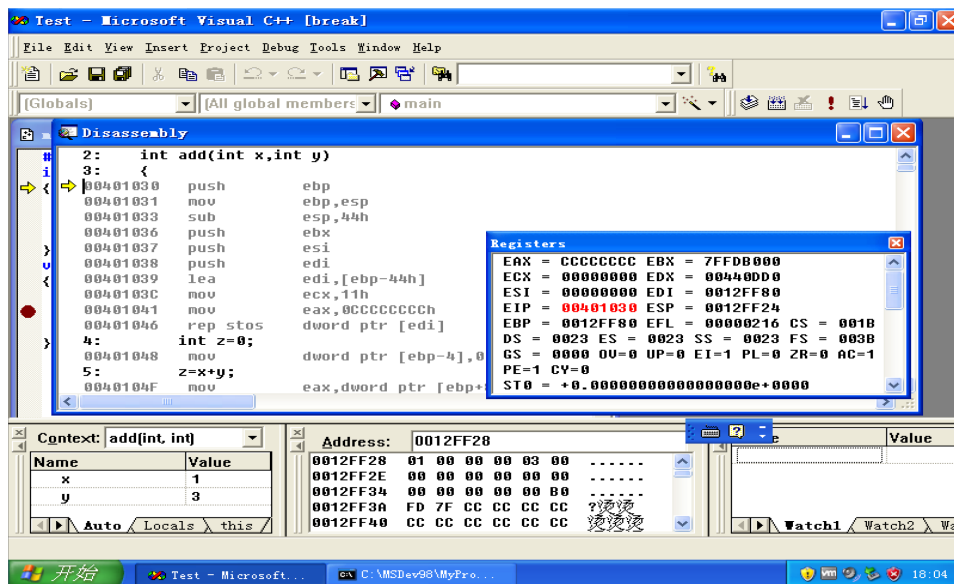 Test - Microsoft Visual C++ [break]
File Edit View Insert Project Debug Tools Window Help
(Globals) (All global members main
Disassembly
2: int add(int x,int y)
3: {
00401030 push ebp
00401031 mov ebp,esp
00401033 sub esp,44h
00401036 push ebx
00401037 push esi
00401038 push edi
00401039 lea edi,[ebp-44h]
0040103C mov ecx,11h
00401041 mov eax,0CCCCCCCCh
00401046 rep stos dword ptr [edi]
4: int z=0;
00401048 mov dword ptr [ebp-4],0
5: z=x+y;
0040104F mov eax,dword ptr [ebp+8
Registers
EAX = CCCCCCCC EBX = 7FFDB000
ECX = 00000000 EDX = 00440DD0
ESI = 00000000 EDI = 0012FF80
EIP = 00401030 ESP = 0012FF24
EBP = 0012FF80 EFL = 00000216 CS = 001B
DS = 0023 ES = 0023 SS = 0023 FS = 003B
GS = 0000 OV=0 UP=0 EI=1 PL=0 ZR=0 AC=1
PE=1 CY=0
ST0 = +0.00000000000000000e+0000
Context: add(int, int)
Name Value
x 1
y 3
Auto Locals this
Address: 0012FF28
0012FF28 01 00 00 00 03 00 ......
0012FF2E 00 00 00 00 00 00 ......
0012FF34 00 00 00 00 00 B0 ......
0012FF3A FD 7F CC CC CC CC ?烫烫
0012FF40 CC CC CC CC CC CC 烫烫烫
Value
Watch1 Watch2 Wa
开始 Test - Microsoft... C:\MSDev98\MyPro... 18:04